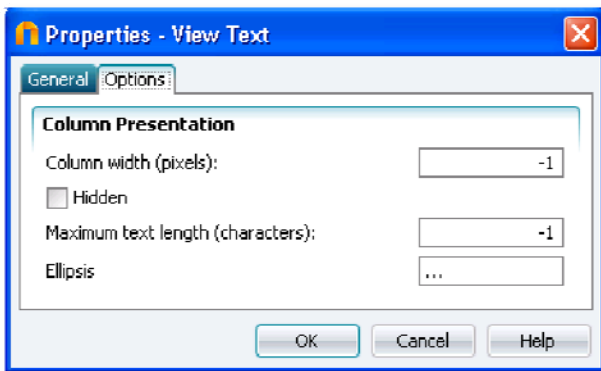 Properties - View Text
General Options
Column Presentation
Column width (pixels): -1
Hidden
Maximum text length (characters): -1
Ellipsis ...
OK Cancel Help